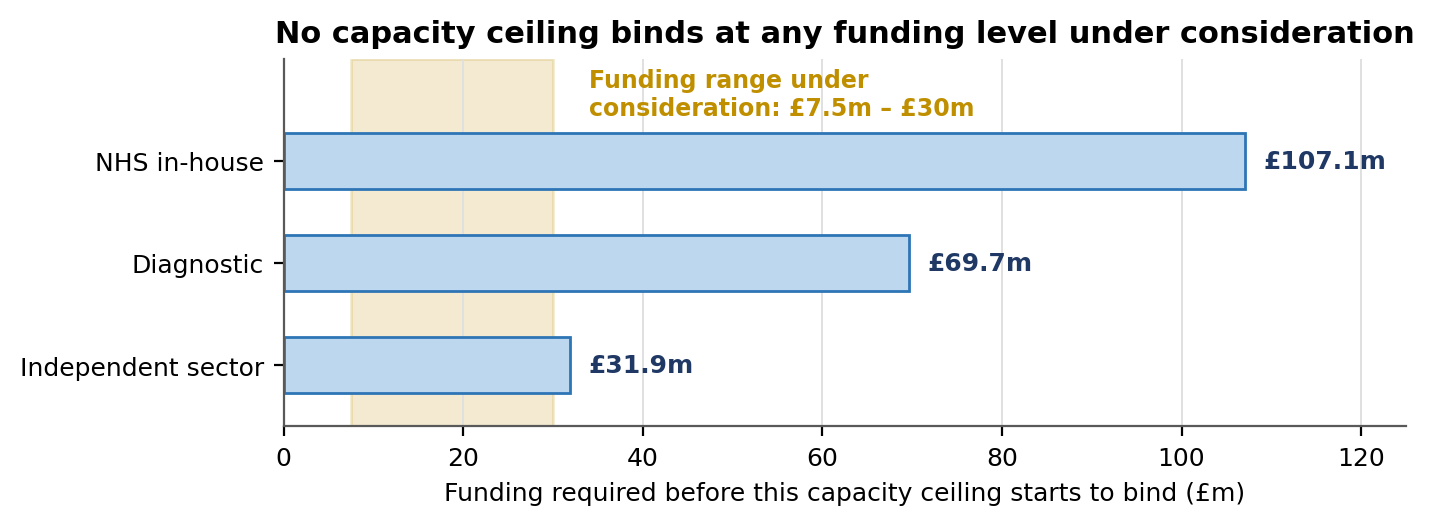 No capacity ceiling binds at any funding level under consideration
Funding range under
consideration: £7.5m – £30m
NHS in-house
£107.1m
Diagnostic
£69.7m
Independent sector
£31.9m
0 20 40 60 80 100 120
Funding required before this capacity ceiling starts to bind (£m)